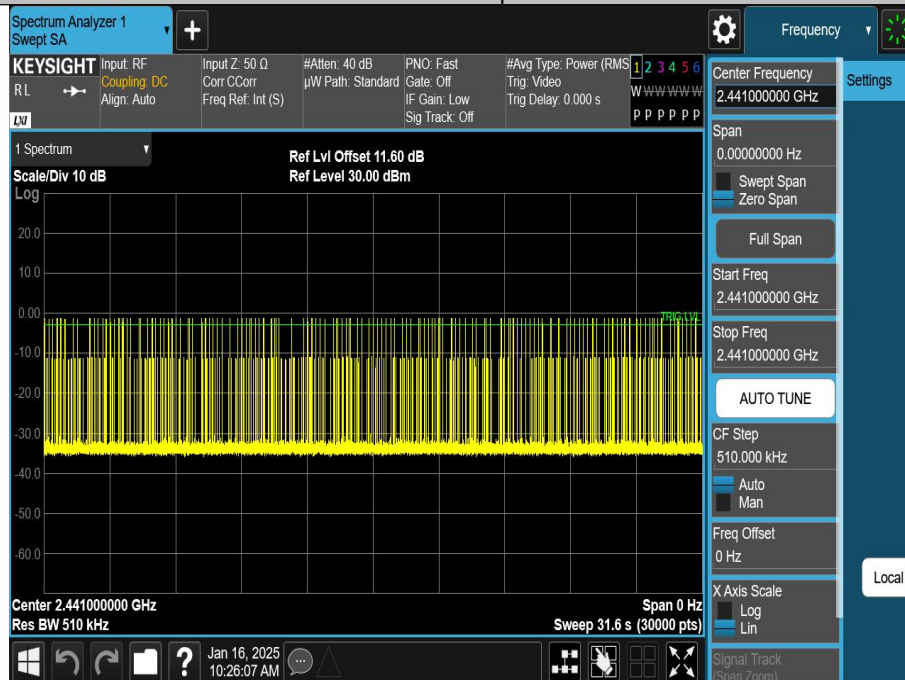 Spectrum Analyzer 1
Swept SA
Frequency
KEYSIGHT
RL
LXI
Input: RF
Coupling: DC
Align: Auto
Input Z: 50 Ω
Corr CCorr
Freq Ref: Int (S)
#Atten: 40 dB
µW Path: Standard
PNO: Fast
Gate: Off
IF Gain: Low
Sig Track: Off
#Avg Type: Power (RMS
Trig: Video
Trig Delay: 0.000 s
1 2 3 4 5 6
W W W W W W
P P P P P P
Center Frequency
2.441000000 GHz
Settings
Span
0.00000000 Hz
Swept Span
Zero Span
Full Span
Start Freq
2.441000000 GHz
Stop Freq
2.441000000 GHz
AUTO TUNE
CF Step
510.000 kHz
Auto
Man
Freq Offset
0 Hz
X Axis Scale
Log
Lin
Signal Track
(Span Zoom)
Local
1 Spectrum
Scale/Div 10 dB
Ref Lvl Offset 11.60 dB
Ref Level 30.00 dBm
Log
20.0
10.0
0.00
TRIG LVL
-10.0
-20.0
-30.0
-40.0
-50.0
-60.0
Center 2.441000000 GHz
Res BW 510 kHz
Span 0 Hz
Sweep 31.6 s (30000 pts)
Jan 16, 2025
10:26:07 AM